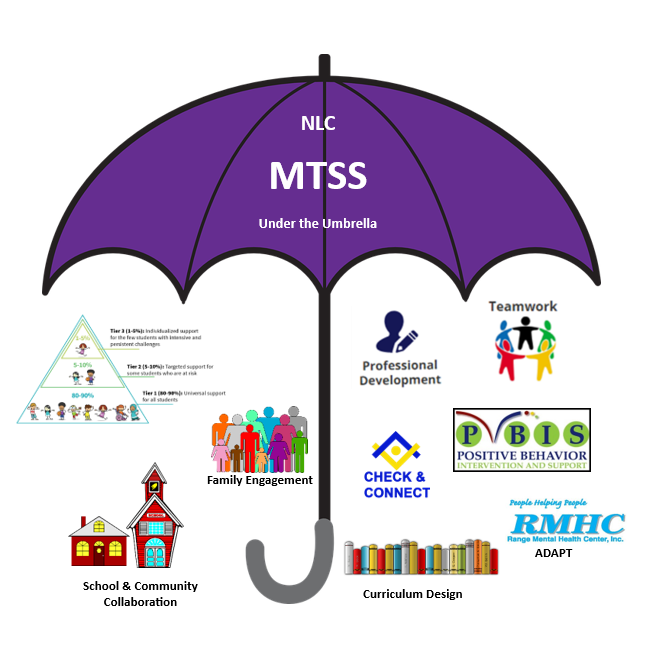 NLC
MTSS
Under the Umbrella
Tier 3 (1-5%): Individualized support
for the few students with intensive and
persistent challenges
1-5%
Tier 2 (5-10%): Targeted support for
some students who are at risk
5-10%
Tier 1 (80-90%): Universal support
for all students
80-90%
Professional
Development
Teamwork
Family Engagement
CHECK &
CONNECT
PBIS
POSITIVE BEHAVIOR
INTERVENTION AND SUPPORT
People Helping People
RMHC
Range Mental Health Center, Inc.
ADAPT
SCHOOL
School & Community
Collaboration
Curriculum Design